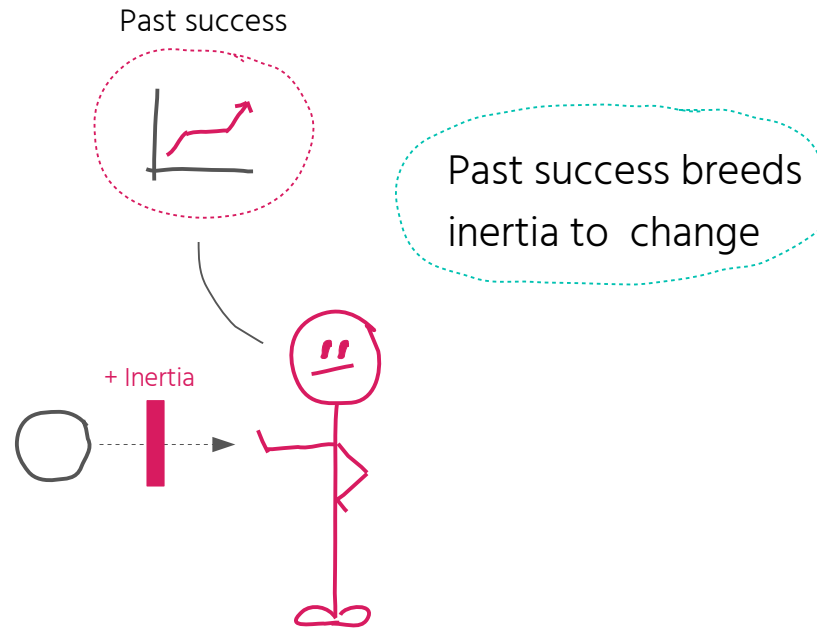 Past success
Past success breeds
inertia to change
+ Inertia